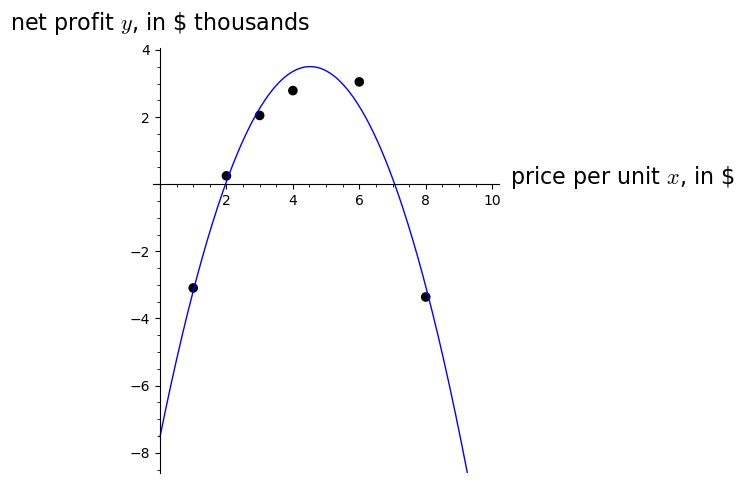 net profit y, in $ thousands
4
2
price per unit x, in $
2 4 6 8 10
−2
−4
−6
−8